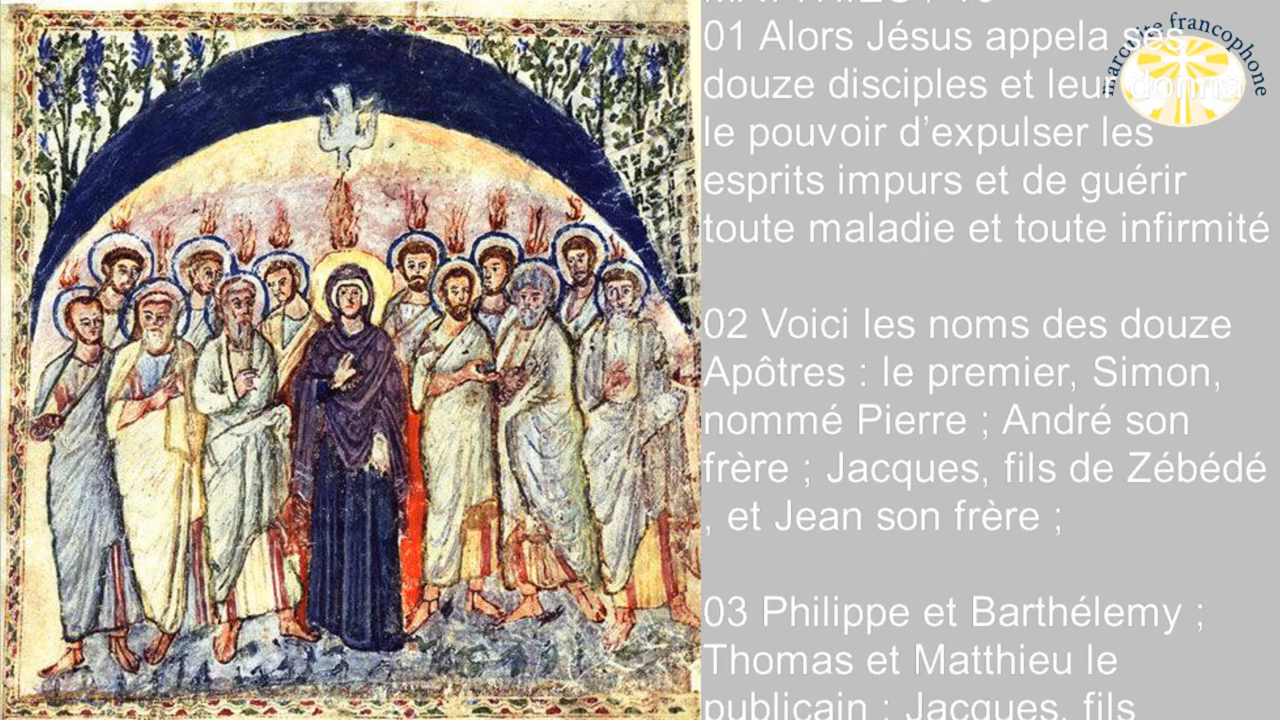 01 Alors Jésus appela ses
douze disciples et leur donna
le pouvoir d’expulser les
esprits impurs et de guérir
toute maladie et toute infirmité
02 Voici les noms des douze
Apôtres : le premier, Simon,
nommé Pierre ; André son
frère ; Jacques, fils de Zébédé
, et Jean son frère ;
03 Philippe et Barthélemy ;
Thomas et Matthieu le
publicain ; Jacques, fils
francophone